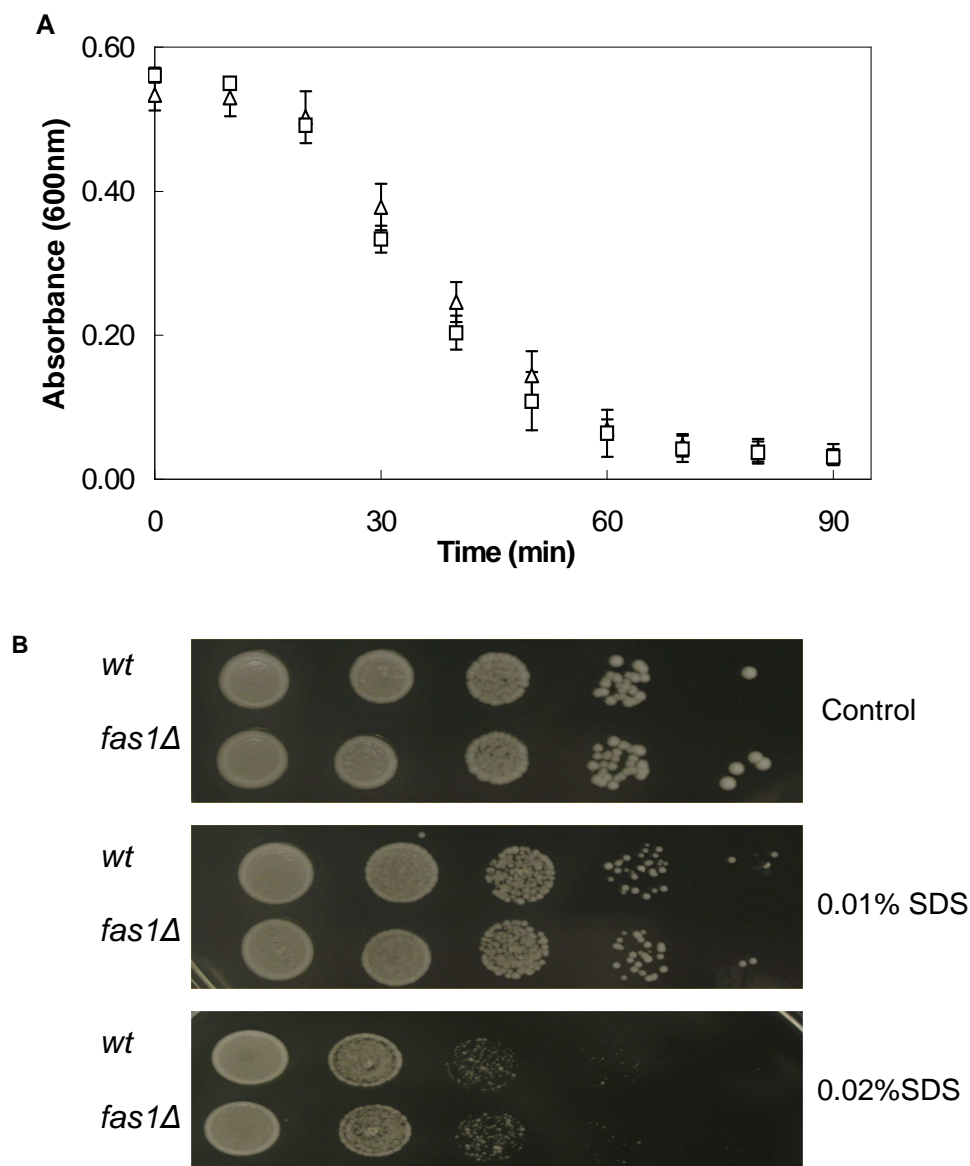 A
0.60
0.40
0.20
0.00
Absorbance (600nm)
0 30 60 90
Time (min)
B
wt
fas1Δ
Control
wt
fas1Δ
0.01% SDS
wt
fas1Δ
0.02%SDS